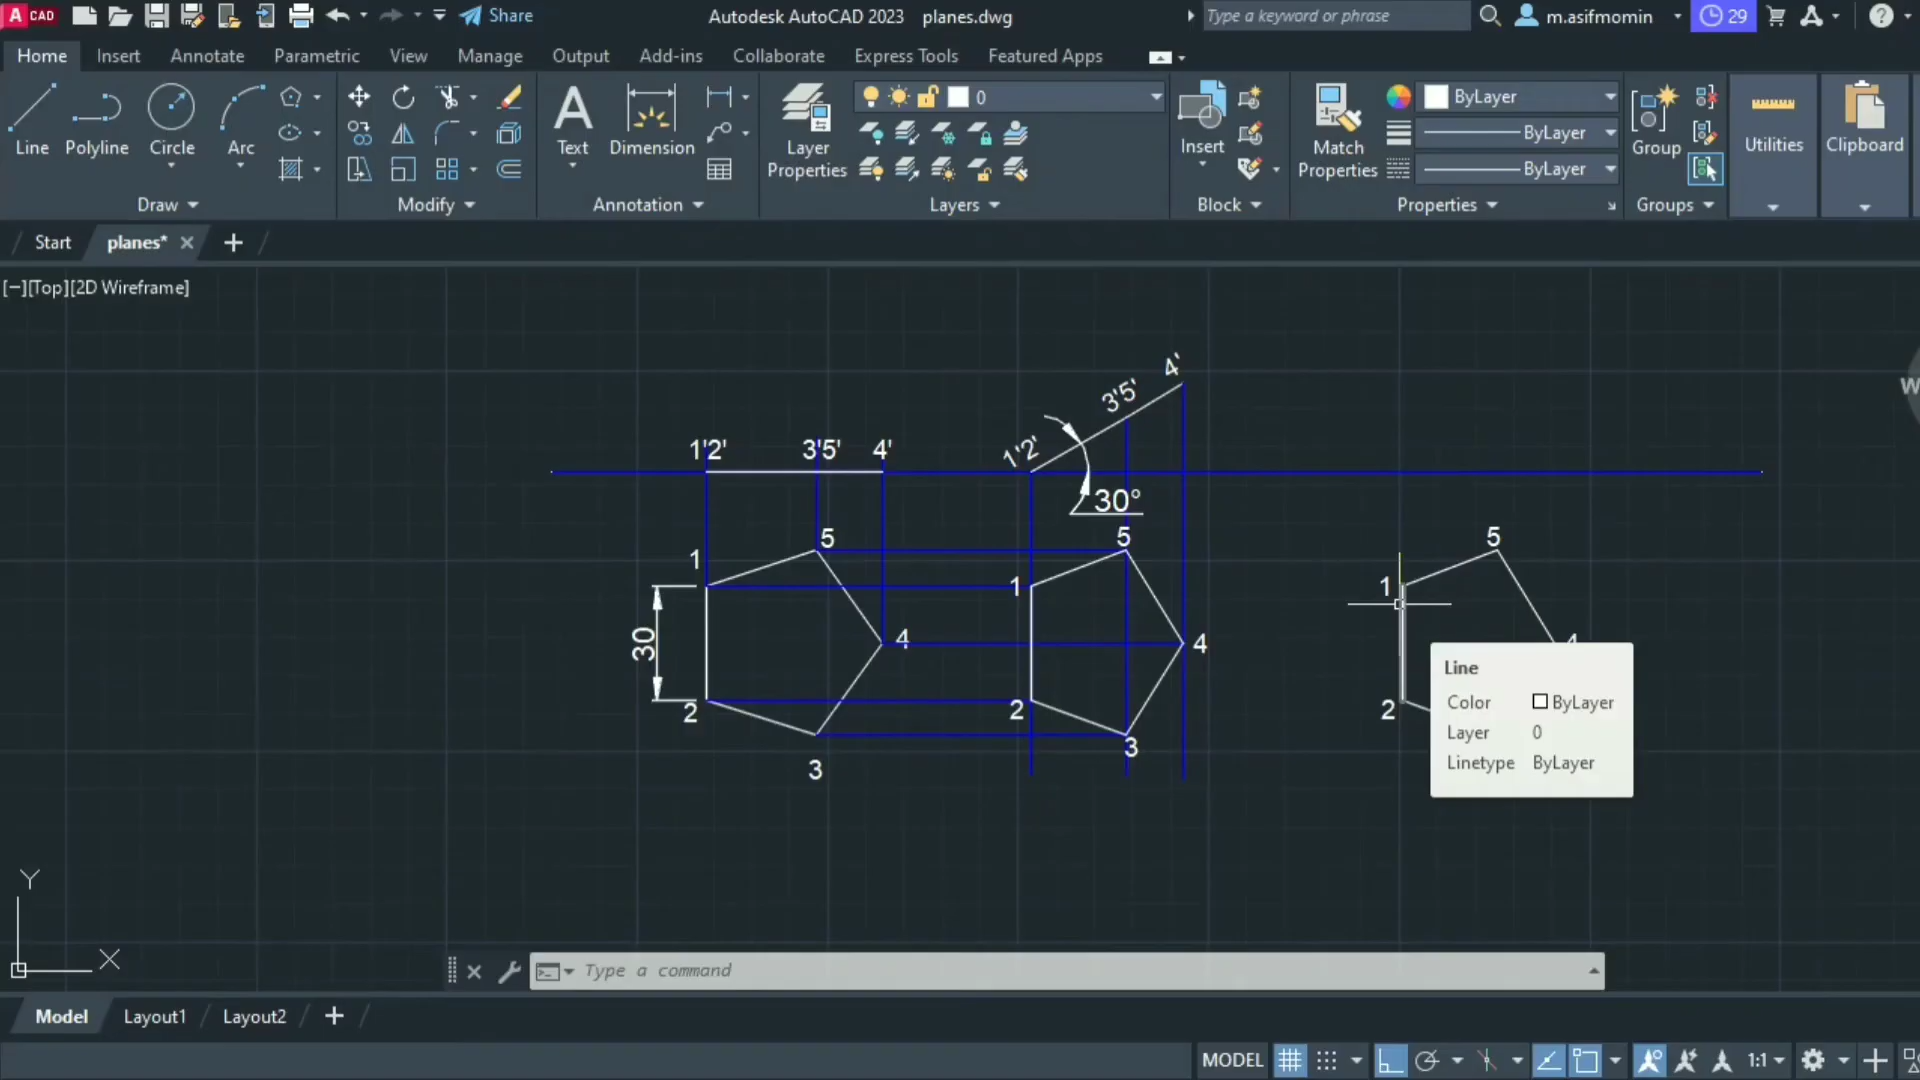 A CAD
Share
Autodesk AutoCAD 2023 planes.dwg
Type a keyword or phrase
m.asifmomin
29
Home Insert Annotate Parametric View Manage Output Add-ins Collaborate Express Tools Featured Apps
Line Polyline Circle Arc
Draw
Modify
Text Dimension
Annotation
Layer Properties
0
Layers
Insert
Block
Match Properties
ByLayer
ByLayer
ByLayer
Properties
Group
Groups
Utilities
Clipboard
Start planes*
[−][Top][2D Wireframe]
W
1'2' 3'5' 4'
1'2' 3'5' 4'
30°
1 5 4 3 2
30
1 5 4 3 2
1 5 4 2
Line
Color ByLayer
Layer 0
Linetype ByLayer
Y
X
Type a command
Model Layout1 Layout2
MODEL
1:1